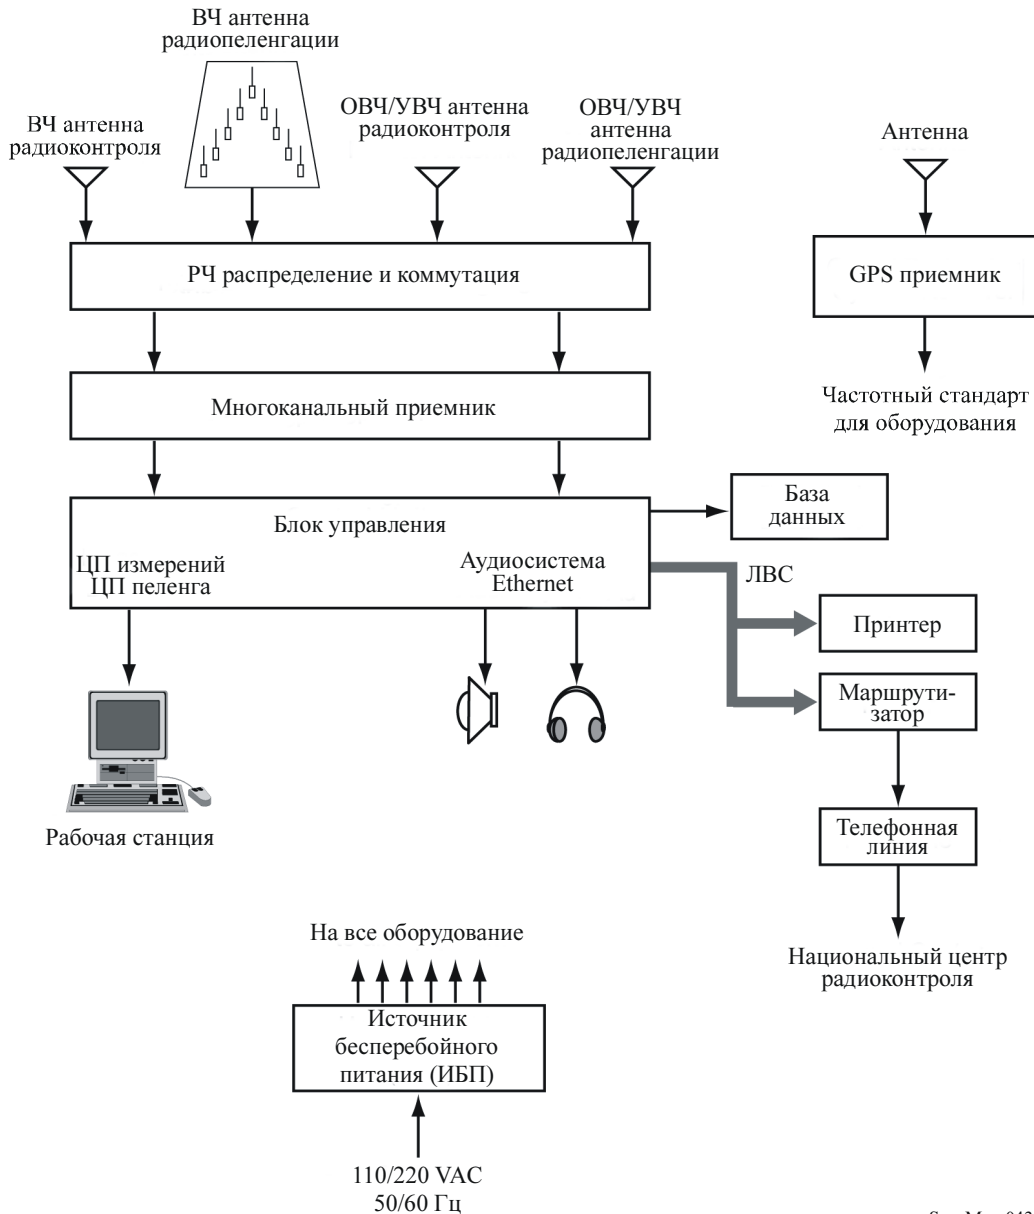 ВЧ антенна
радиопеленгации
ВЧ антенна
радиоконтроля
ОВЧ/УВЧ антенна
радиоконтроля
ОВЧ/УВЧ
антенна
радиопеленгации
Антенна
РЧ распределение и коммутация
GPS приемник
Частотный стандарт
для оборудования
Многоканальный приемник
Блок управления
ЦП измерений
ЦП пеленга
Аудиосистема
Ethernet
База
данных
ЛВС
Принтер
Маршрути-
затор
Телефонная
линия
Национальный центр
радиоконтроля
Рабочая станция
На все оборудование
Источник
бесперебойного
питания (ИБП)
110/220 VAC
50/60 Гц